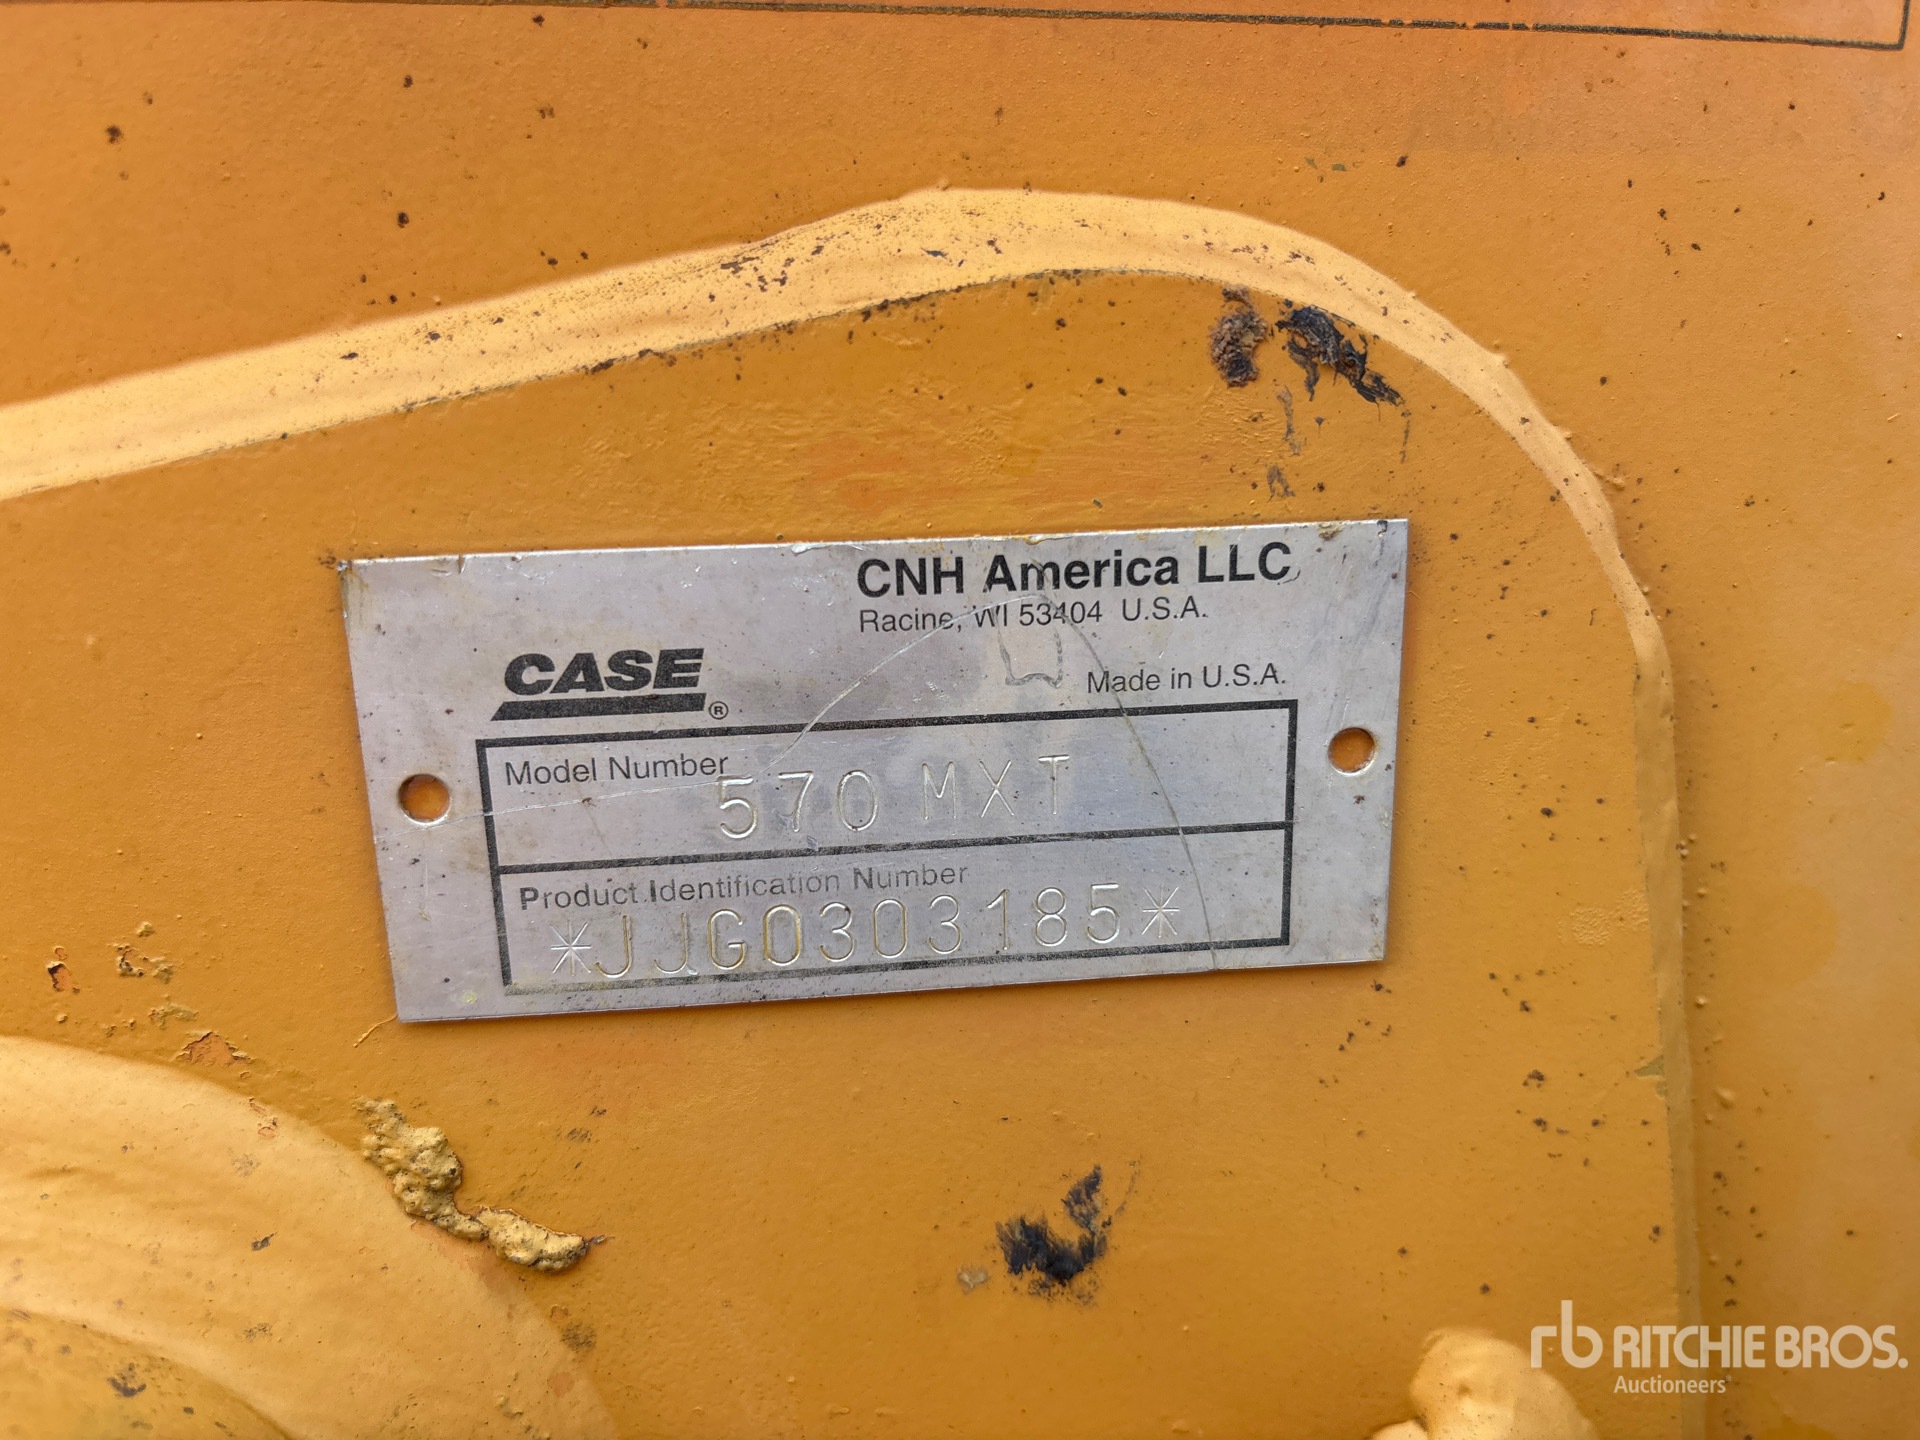 CNH America LLC
Racine, WI 53404 U.S.A.
CASE®
Made in U.S.A.
Model Number
570 MXT
Product Identification Number
*JJG0303185*
rb RITCHIE BROS.
Auctioneers